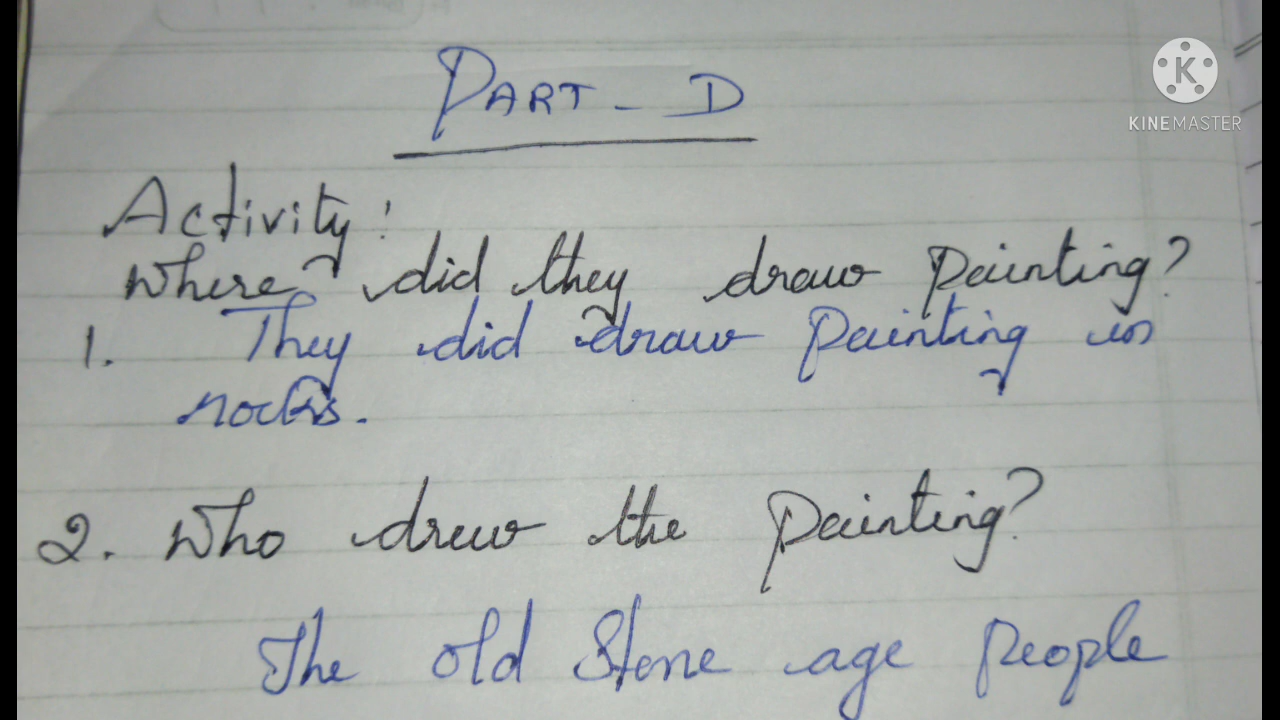 PART - D
K
KINEMASTER
Activity:
Where did they draw painting?
1. They did draw painting in
rocks.
2. Who drew the painting?
The old Stone age people